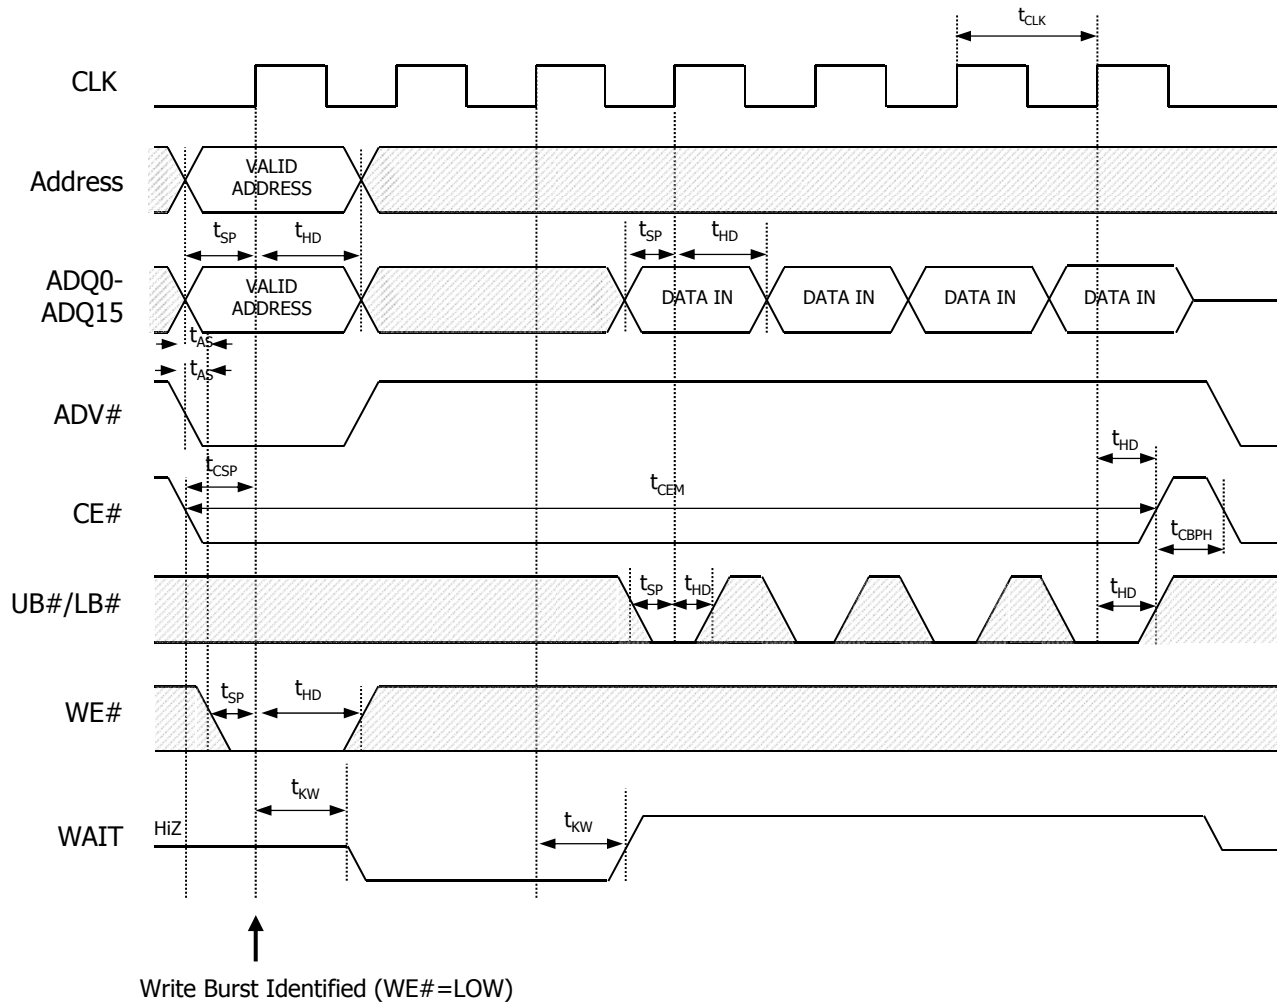 tCLK
CLK
VALID
ADDRESS
Address
tSP
tHD
tSP
tHD
ADQ0-
ADQ15
VALID
ADDRESS
DATA IN
DATA IN
DATA IN
DATA IN
tAS
tAS
ADV#
tHD
tCSP
tCEM
CE#
tCBPH
UB#/LB#
tSP
tHD
tHD
WE#
tSP
tHD
tKW
tKW
WAIT
HiZ
Write Burst Identified (WE#=LOW)